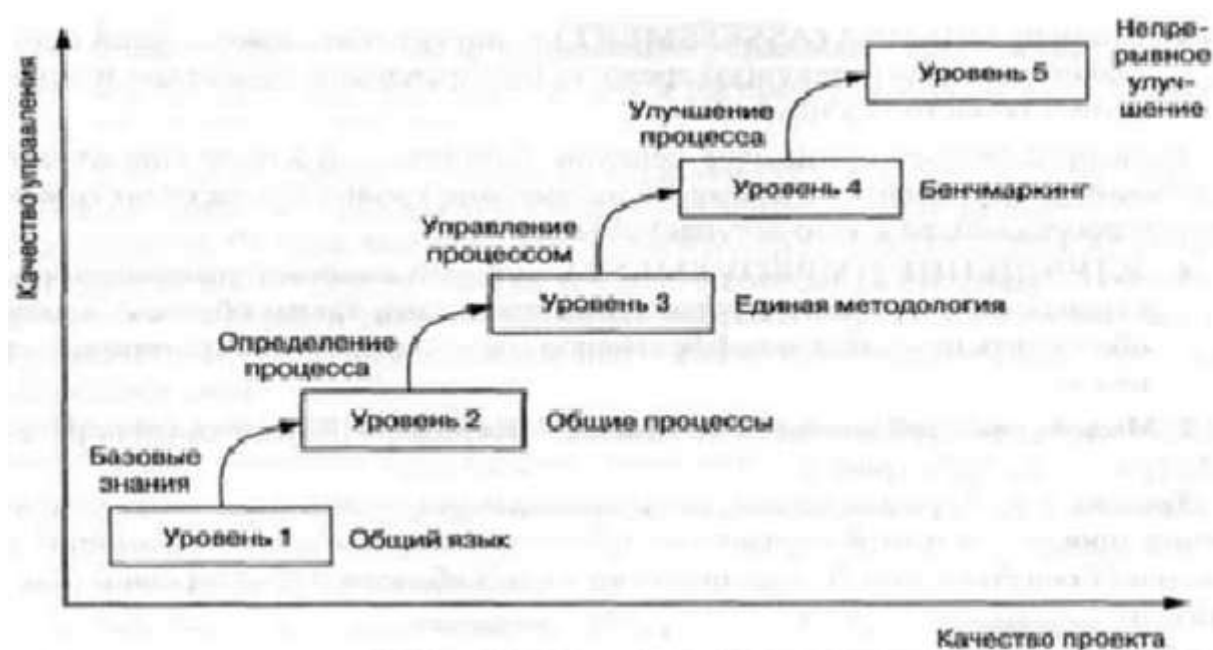 Качество управления
Непре-
рывное
улуч-
шение
Уровень 5
Улучшение
процесса
Уровень 4
Бенчмаркинг
Управление
процессом
Уровень 3
Единая методология
Определение
процесса
Уровень 2
Общие процессы
Базовые
знания
Уровень 1
Общий язык
Качество проекта